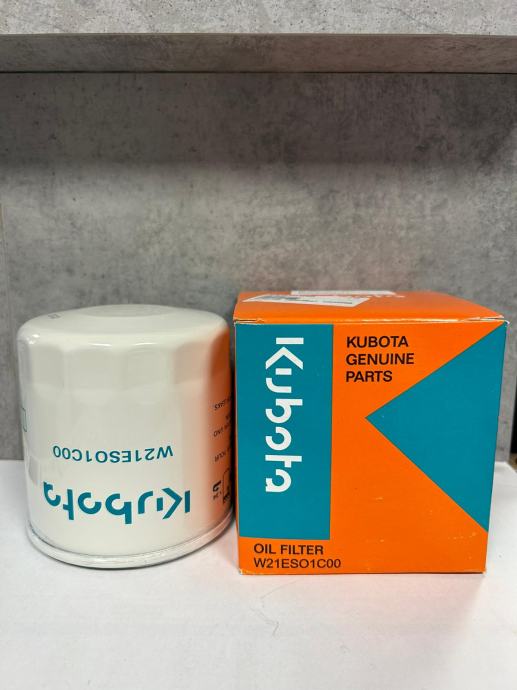 Kubota
KUBOTA
GENUINE
PARTS
OIL FILTER
W21ESO1C00
Kubota
W21ESO1C00